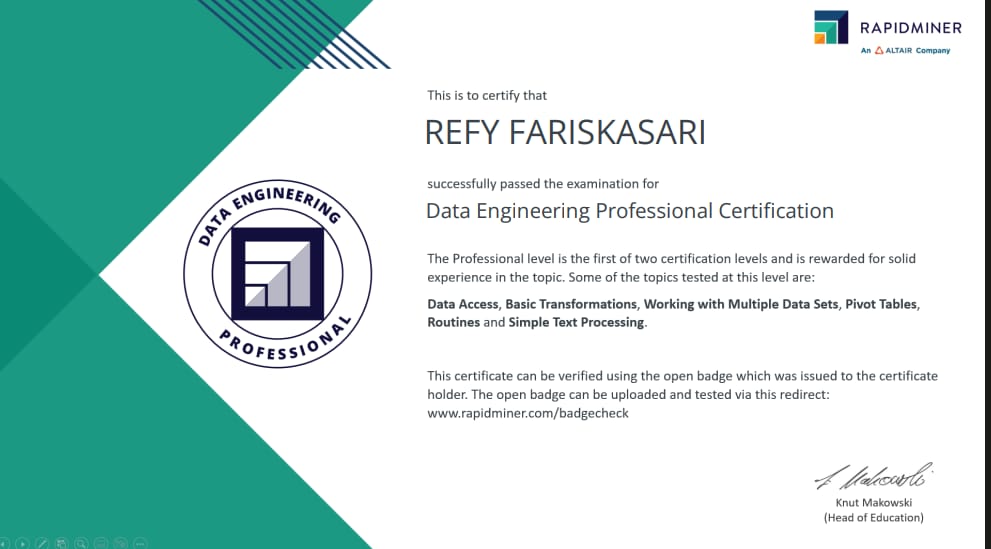 RAPIDMINER
An ALTAIR Company
This is to certify that
REFY FARISKASARI
successfully passed the examination for
Data Engineering Professional Certification
DATA ENGINEERING
PROFESSIONAL
The Professional level is the first of two certification levels and is rewarded for solid
experience in the topic. Some of the topics tested at this level are:
Data Access, Basic Transformations, Working with Multiple Data Sets, Pivot Tables,
Routines and Simple Text Processing.
This certificate can be verified using the open badge which was issued to the certificate
holder. The open badge can be uploaded and tested via this redirect:
www.rapidminer.com/badgecheck
Knut Makowski
(Head of Education)